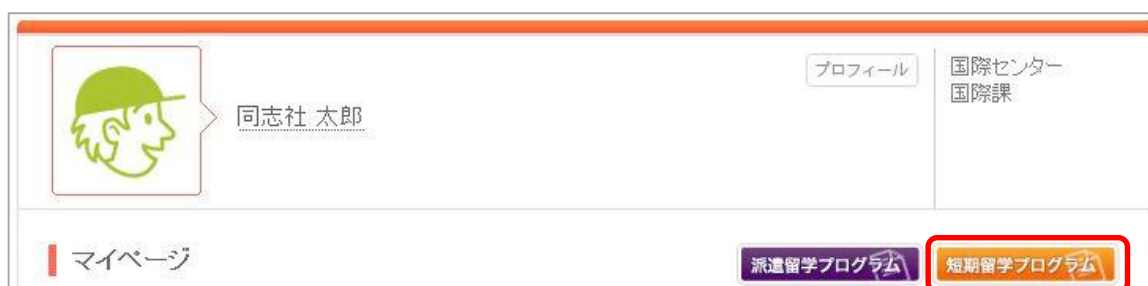 同志社 太郎
プロフィール
国際センター
国際課
マイページ
派遣留学プログラム
短期留学プログラム